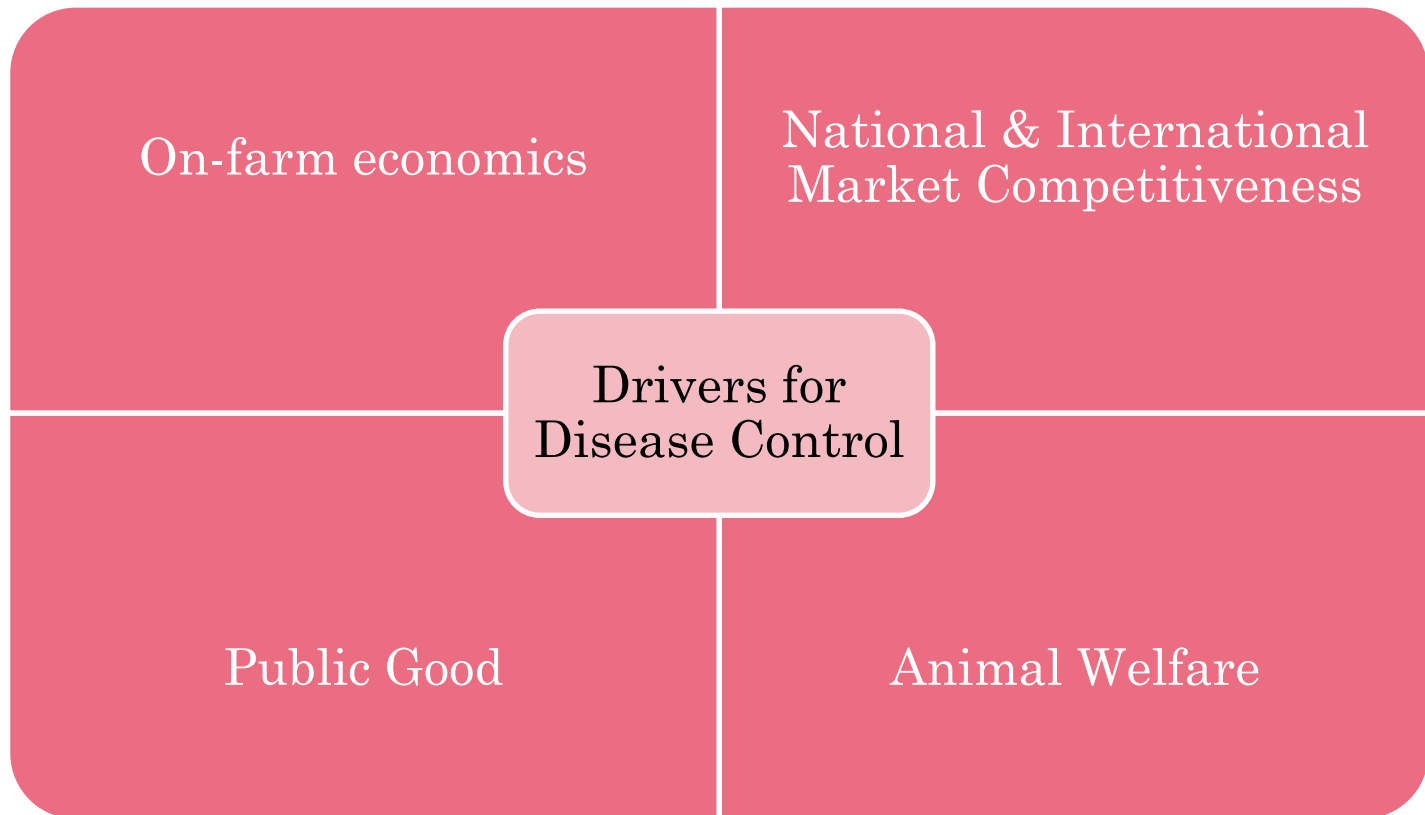 On-farm economics
National & International
Market Competitiveness
Drivers for
Disease Control
Public Good
Animal Welfare